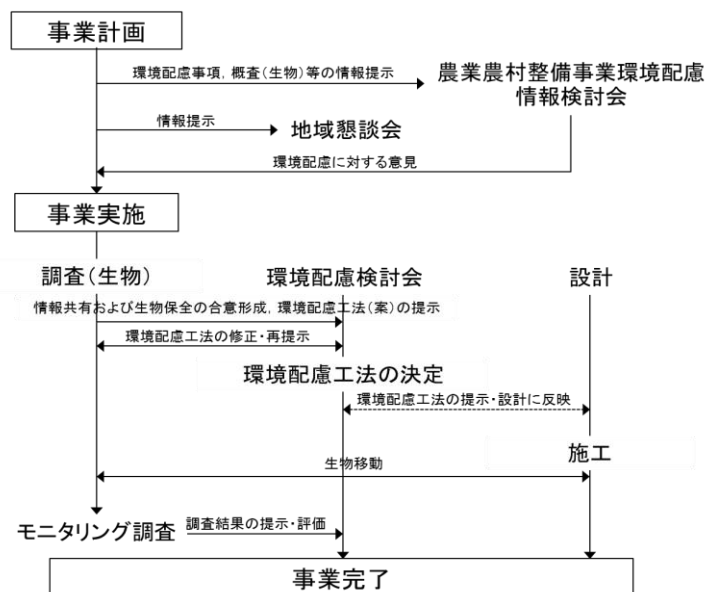 事業計画
環境配慮事項，概査（生物）等の情報提示
農業農村整備事業環境配慮
情報検討会
情報提示
地域懇談会
環境配慮に対する意見
事業実施
調査（生物）
環境配慮検討会
設計
情報共有および生物保全の合意形成，環境配慮工法（案）の提示
環境配慮工法の修正・再提示
環境配慮工法の決定
環境配慮工法の提示・設計に反映
施工
生物移動
モニタリング調査
調査結果の提示・評価
事業完了